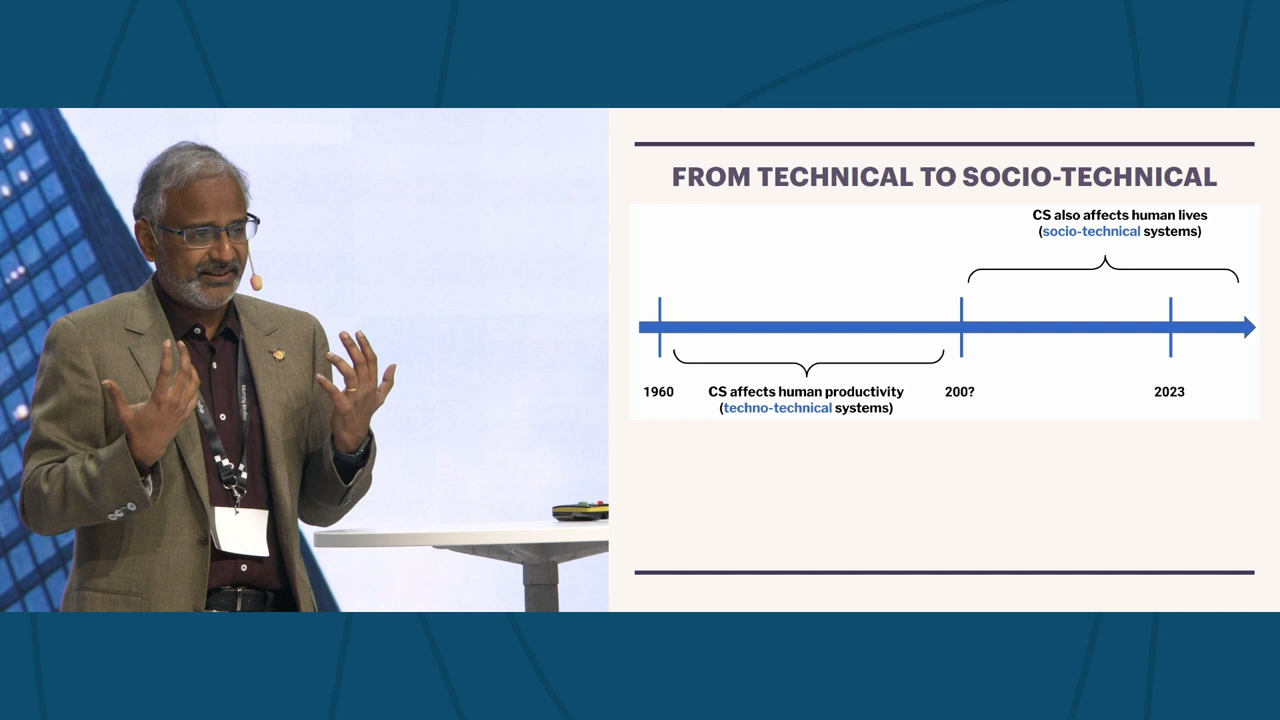 FROM TECHNICAL TO SOCIO-TECHNICAL
CS also affects human lives
(socio-technical systems)
1960
CS affects human productivity
(techno-technical systems)
200?
2023